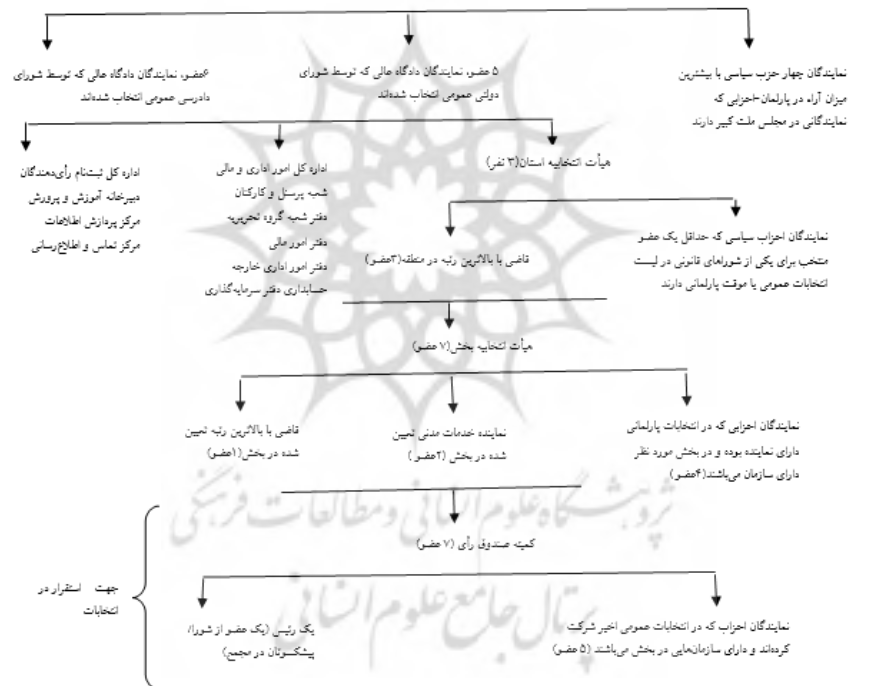 نمایندگان چهار حزب سیاسی با بیشترین
میزان آراء در پارلمان-احزابی که
نمایندگانی در مجلس ملت کبیر دارند
۵ عضو، نمایندگان دادگاه عالی که توسط شورای
دولتی عمومی انتخاب شده‌اند
۶عضو، نمایندگان دادگاه عالی که توسط شورای
دادرسی عمومی انتخاب شده‌اند
هیأت انتخابیه استان(۳ نفر)
اداره کل امور اداری و مالی
شعبه پرسنل و کارکنان
دفتر شعبه گروه تحریریه
دفتر امور مالی
دفتر امور اداری خارجه
حسابداری دفتر سرمایه‌گذاری
اداره کل ثبت‌نام رأی‌دهندگان
دبیرخانه آموزش و پرورش
مرکز پردازش اطلاعات
مرکز تماس و اطلاع‌رسانی
نمایندگان احزاب سیاسی که حداقل یک عضو
منتخب برای یکی از شوراهای قانونی در لیست
انتخابات عمومی یا موقت پارلمانی دارند
قاضی با بالاترین رتبه در منطقه(۳عضو)
هیأت انتخابیه بخش(۷ عضو)
نمایندگان احزابی که در انتخابات پارلمانی
دارای نماینده بوده و در بخش مورد نظر
دارای سازمان می‌باشند(۴عضو)
نماینده خدمات مدنی تعیین
شده در بخش (۲عضو )
قاضی با بالاترین رتبه تعیین
شده در بخش(۱عضو)
کمیته صندوق رأی (۷ عضو)
نمایندگان احزاب که در انتخابات عمومی اخیر شرکت
کرده‌اند و دارای سازمان‌هایی در بخش می‌باشند (۵ عضو)
یک رئیس (یک عضو از شورا/
پیشکسوتان در مجمع)
جهت استقرار در
انتخابات
پژوهشگاه علوم انسانی و مطالعات فرهنگی
پرتال جامع علوم انسانی